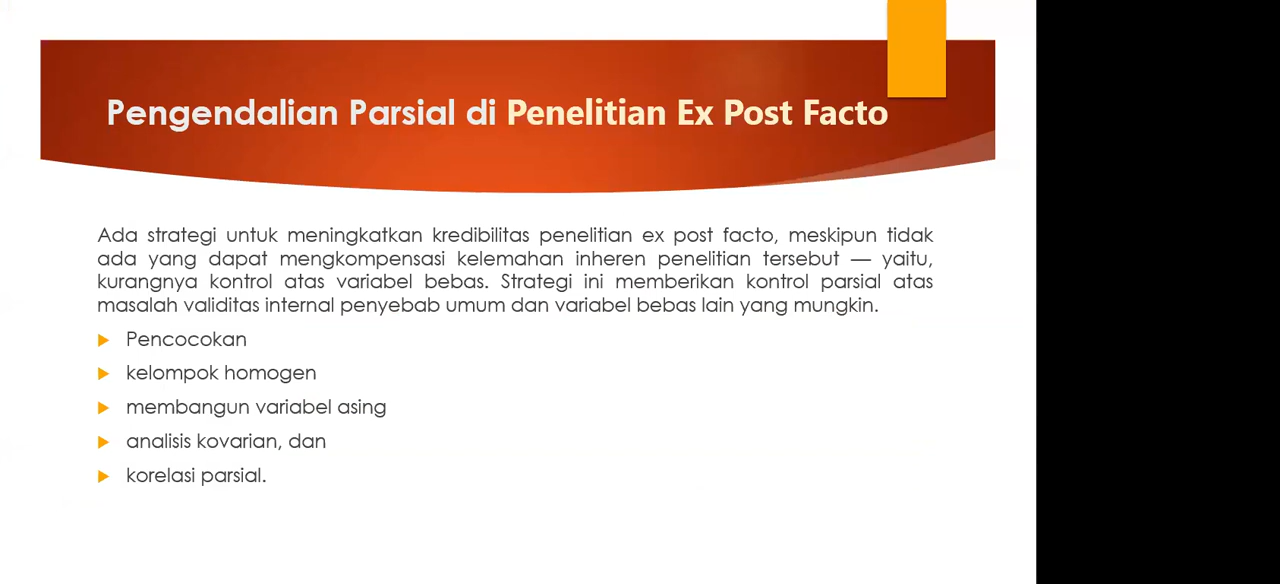 Pengendalian Parsial di Penelitian Ex Post Facto
Ada strategi untuk meningkatkan kredibilitas penelitian ex post facto, meskipun tidak
ada yang dapat mengkompensasi kelemahan inheren penelitian tersebut — yaitu,
kurangnya kontrol atas variabel bebas. Strategi ini memberikan kontrol parsial atas
masalah validitas internal penyebab umum dan variabel bebas lain yang mungkin.
Pencocokan
kelompok homogen
membangun variabel asing
analisis kovarian, dan
korelasi parsial.